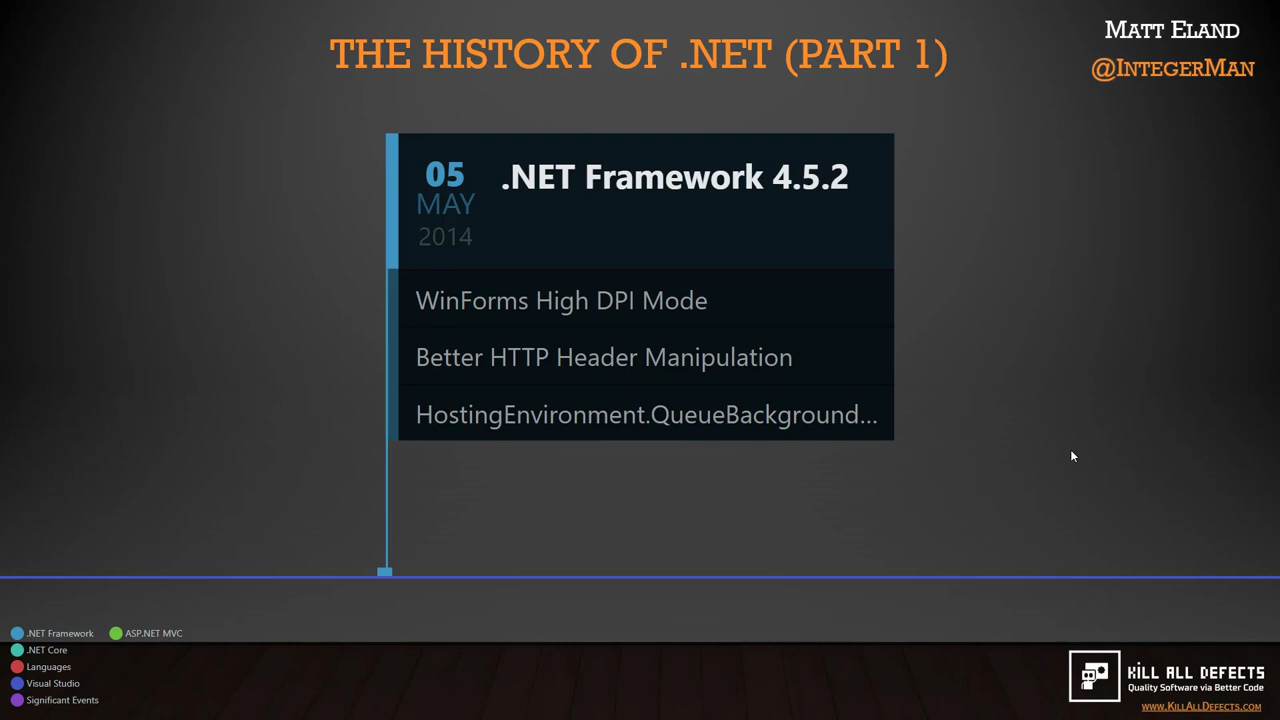 THE HISTORY OF .NET (PART 1)
MATT ELAND
@INTEGERMAN
05
MAY
2014
.NET Framework 4.5.2
WinForms High DPI Mode
Better HTTP Header Manipulation
HostingEnvironment.QueueBackground...
.NET Framework
ASP.NET MVC
.NET Core
Languages
Visual Studio
Significant Events
KILL ALL DEFECTS
Quality Software via Better Code
WWW.KILLALLDEFECTS.COM